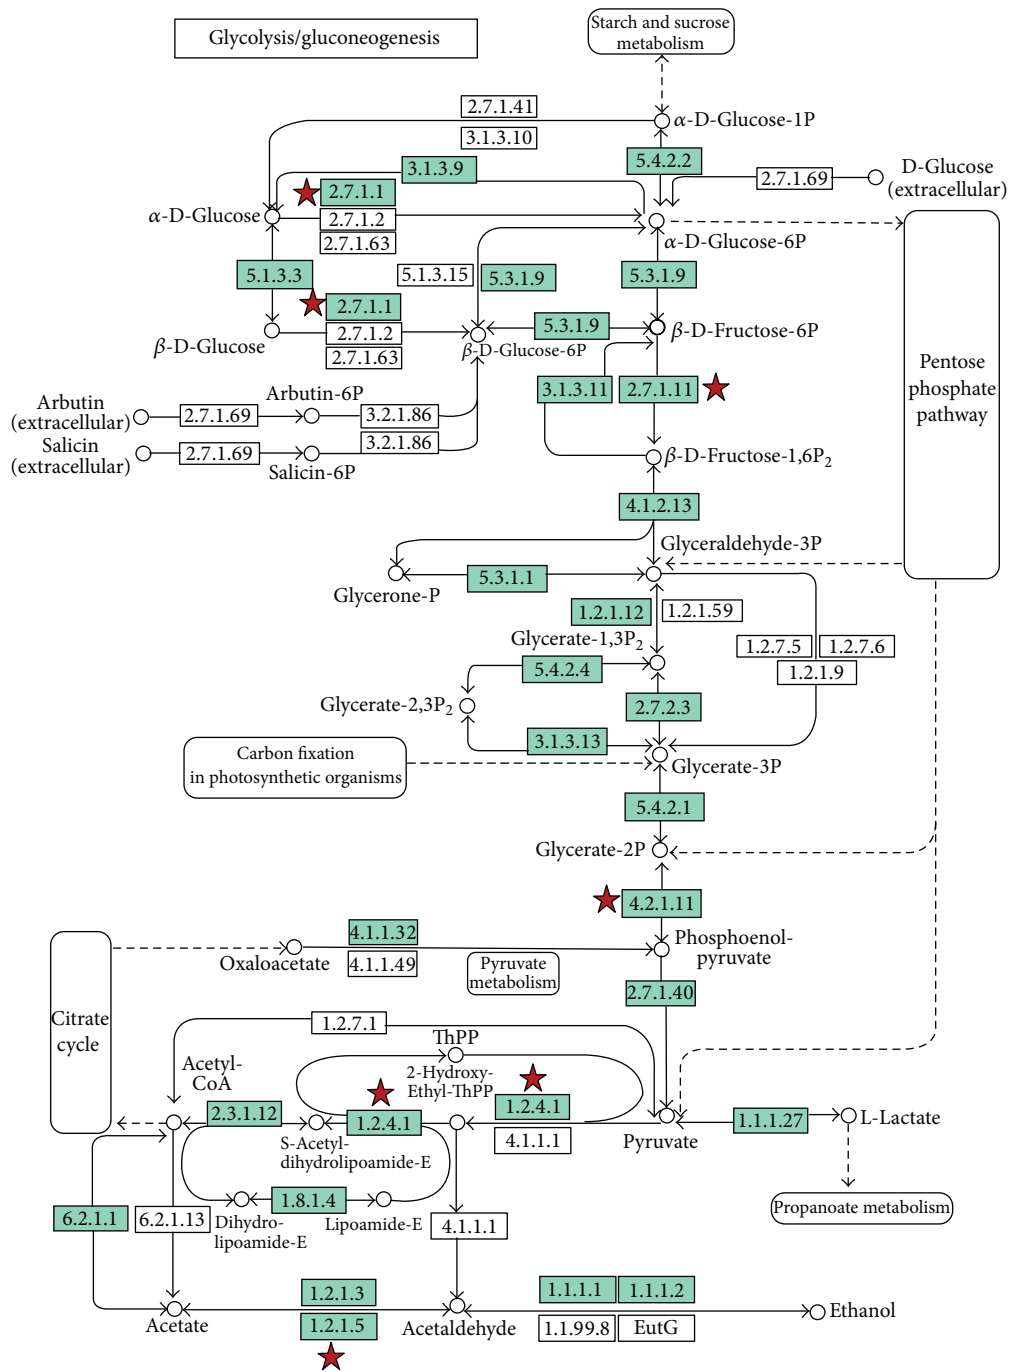 Glycolysis/gluconeogenesis
Starch and sucrose
metabolism
2.7.1.41
3.1.3.10
α-D-Glucose-1P
5.4.2.2
3.1.3.9
D-Glucose
(extracellular)
2.7.1.69
2.7.1.1
α-D-Glucose
2.7.1.2
2.7.1.63
α-D-Glucose-6P
5.1.3.3
5.1.3.15
5.3.1.9
5.3.1.9
2.7.1.1
β-D-Glucose
2.7.1.2
2.7.1.63
β-D-Glucose-6P
5.3.1.9
β-D-Fructose-6P
Pentose
phosphate
pathway
3.1.3.11
2.7.1.11
Arbutin
(extracellular)
2.7.1.69
Arbutin-6P
3.2.1.86
Salicin
(extracellular)
2.7.1.69
Salicin-6P
3.2.1.86
β-D-Fructose-1,6P2
4.1.2.13
Glyceraldehyde-3P
Glycerone-P
5.3.1.1
1.2.1.12
1.2.1.59
Glycerate-1,3P2
1.2.7.5
1.2.7.6
1.2.1.9
5.4.2.4
Glycerate-2,3P2
2.7.2.3
3.1.3.13
Carbon fixation
in photosynthetic organisms
Glycerate-3P
5.4.2.1
Glycerate-2P
4.2.1.11
4.1.1.32
Oxaloacetate
4.1.1.49
Phosphoenol-
pyruvate
Pyruvate
metabolism
2.7.1.40
Citrate
cycle
1.2.7.1
ThPP
Acetyl-
CoA
2-Hydroxy-
Ethyl-ThPP
2.3.1.12
1.2.4.1
1.2.4.1
S-Acetyl-
dihydrolipoamide-E
4.1.1.1
Pyruvate
1.1.1.27
L-Lactate
Propanoate metabolism
6.2.1.1
6.2.1.13
1.8.1.4
Dihydro-
lipoamide-E
Lipoamide-E
4.1.1.1
1.2.1.3
1.2.1.5
Acetate
Acetaldehyde
1.1.1.1
1.1.1.2
1.1.99.8
EutG
Ethanol